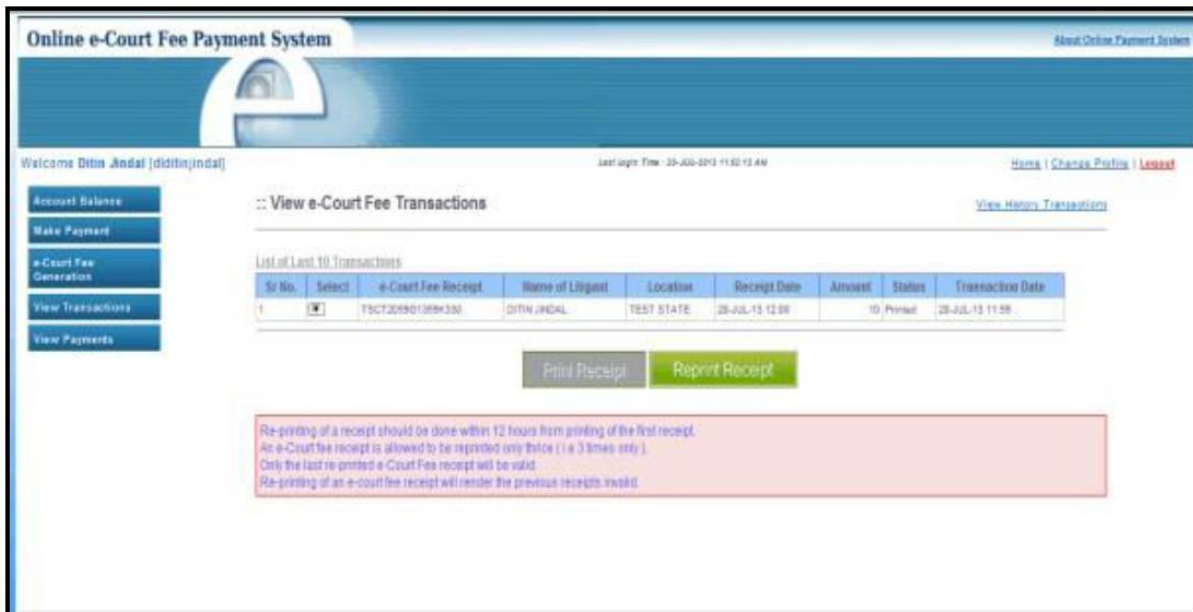 Online e-Court Fee Payment System
About Online Payment System
Welcome Ditin Jindal [diditinjindal]
Last Login Time :
Home | Change Profile | Logout
Account Balance
Make Payment
e-Court Fee
Generation
View Transactions
View Payments
:: View e-Court Fee Transactions
View History Transactions
List of Last 10 Transactions
Sr No. Select e-Court Fee Receipt Name of Litigant Location Receipt Date Amount Status Transaction Date
1 DITIN JINDAL TEST STATE 10 Printed
Print Receipt Reprint Receipt
Re-printing of a receipt should be done within 12 hours from printing of the first receipt.
An e-Court fee receipt is allowed to be reprinted only thrice ( i.e 3 times only ).
Only the last re-printed e-Court Fee receipt will be valid.
Re-printing of an e-court fee receipt will render the previous receipts invalid.